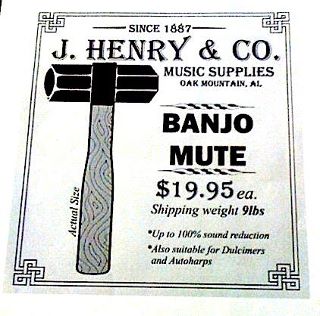 SINCE 1887
J. HENRY & CO.
MUSIC SUPPLIES
OAK MOUNTAIN, AL
BANJO
MUTE
$19.95 ea.
Shipping weight 9lbs
Actual Size
*Up to 100% sound reduction
*Also suitable for Dulcimers
and Autoharps